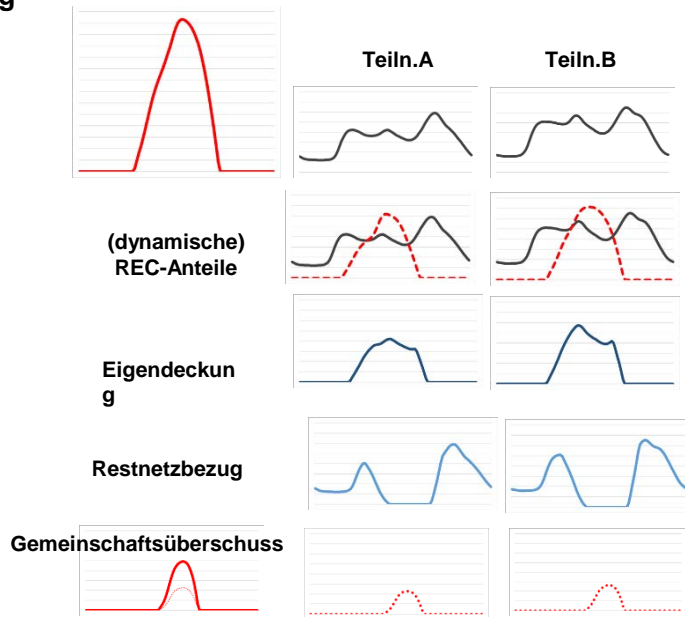 g
Teiln.A
Teiln.B
(dynamische)
REC-Anteile
Eigendeckun
g
Restnetzbezug
Gemeinschaftsüberschuss